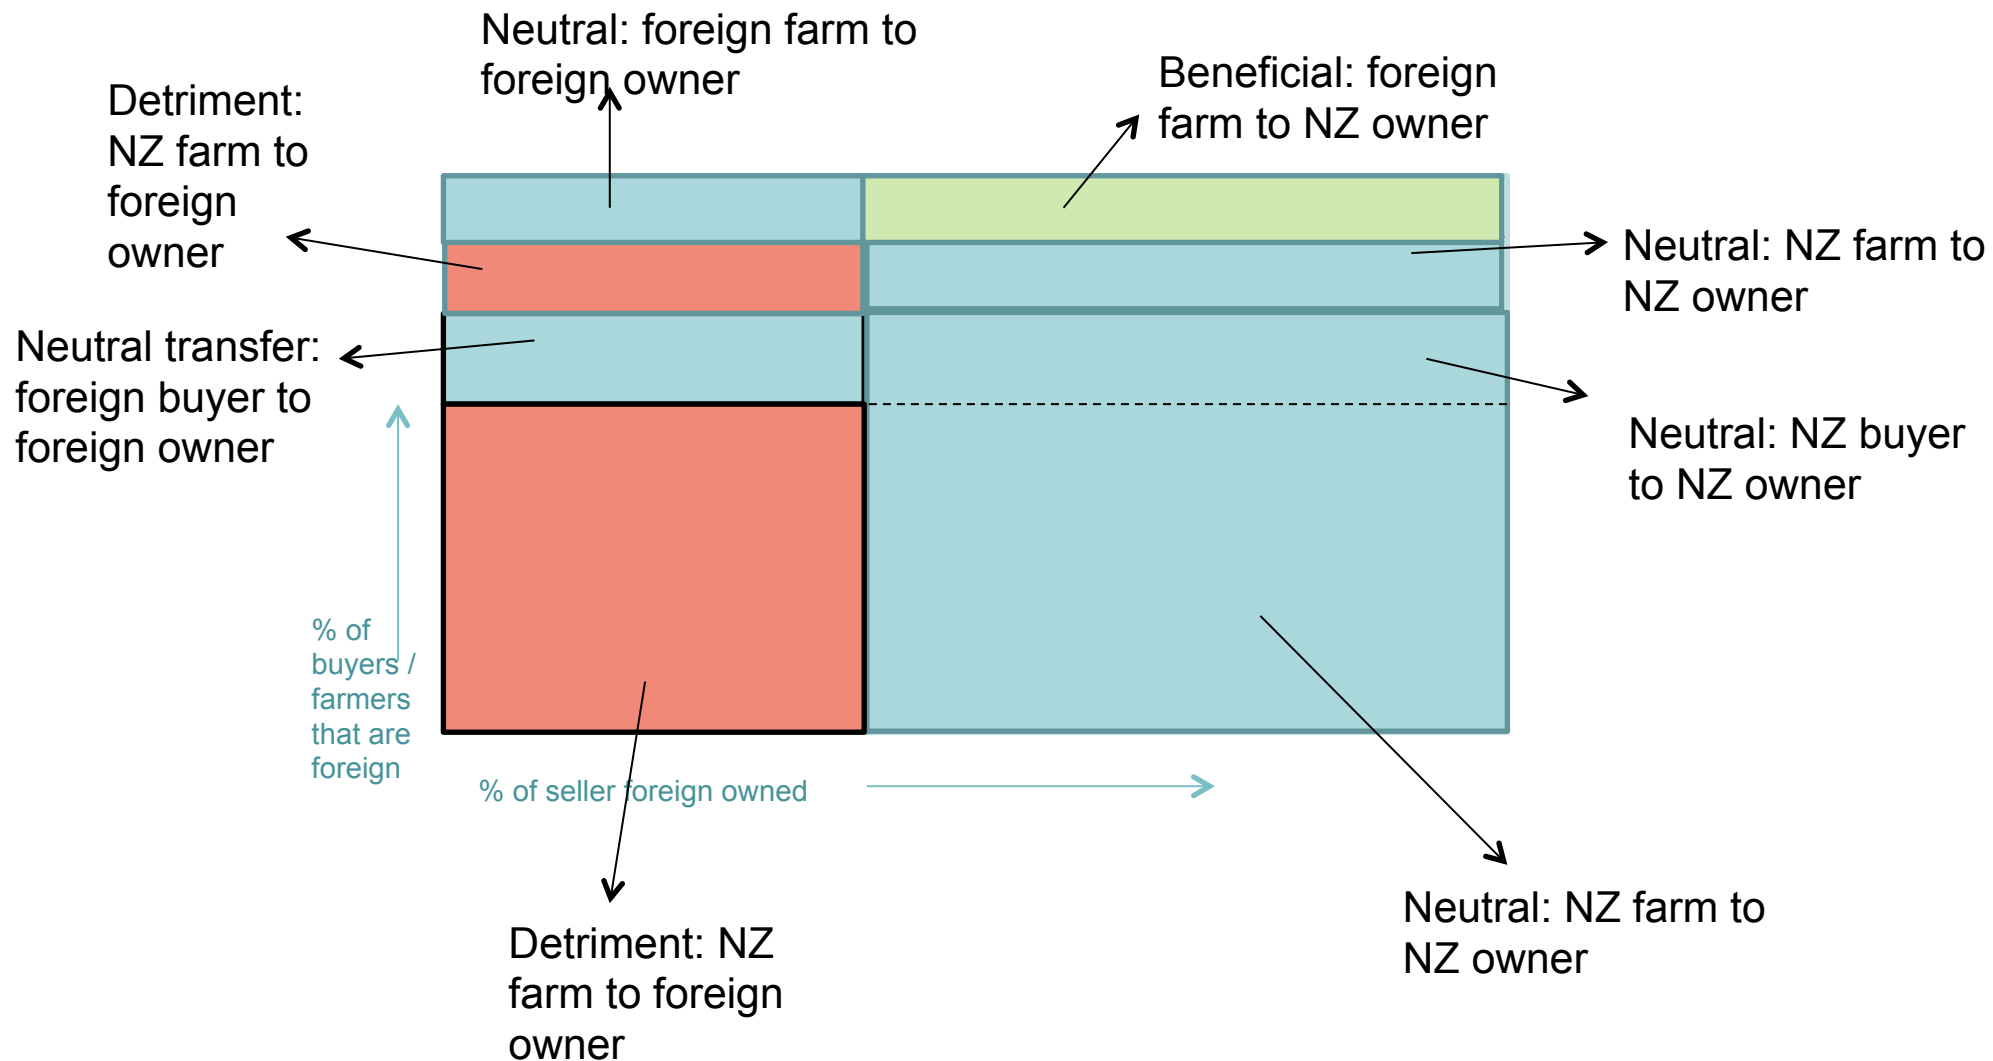 Neutral: foreign farm to
foreign owner
Beneficial: foreign
farm to NZ owner
Detriment:
NZ farm to
foreign
owner
Neutral: NZ farm to
NZ owner
Neutral transfer:
foreign buyer to
foreign owner
Neutral: NZ buyer
to NZ owner
% of
buyers /
farmers
that are
foreign
% of seller foreign owned
Neutral: NZ farm to
NZ owner
Detriment: NZ
farm to foreign
owner